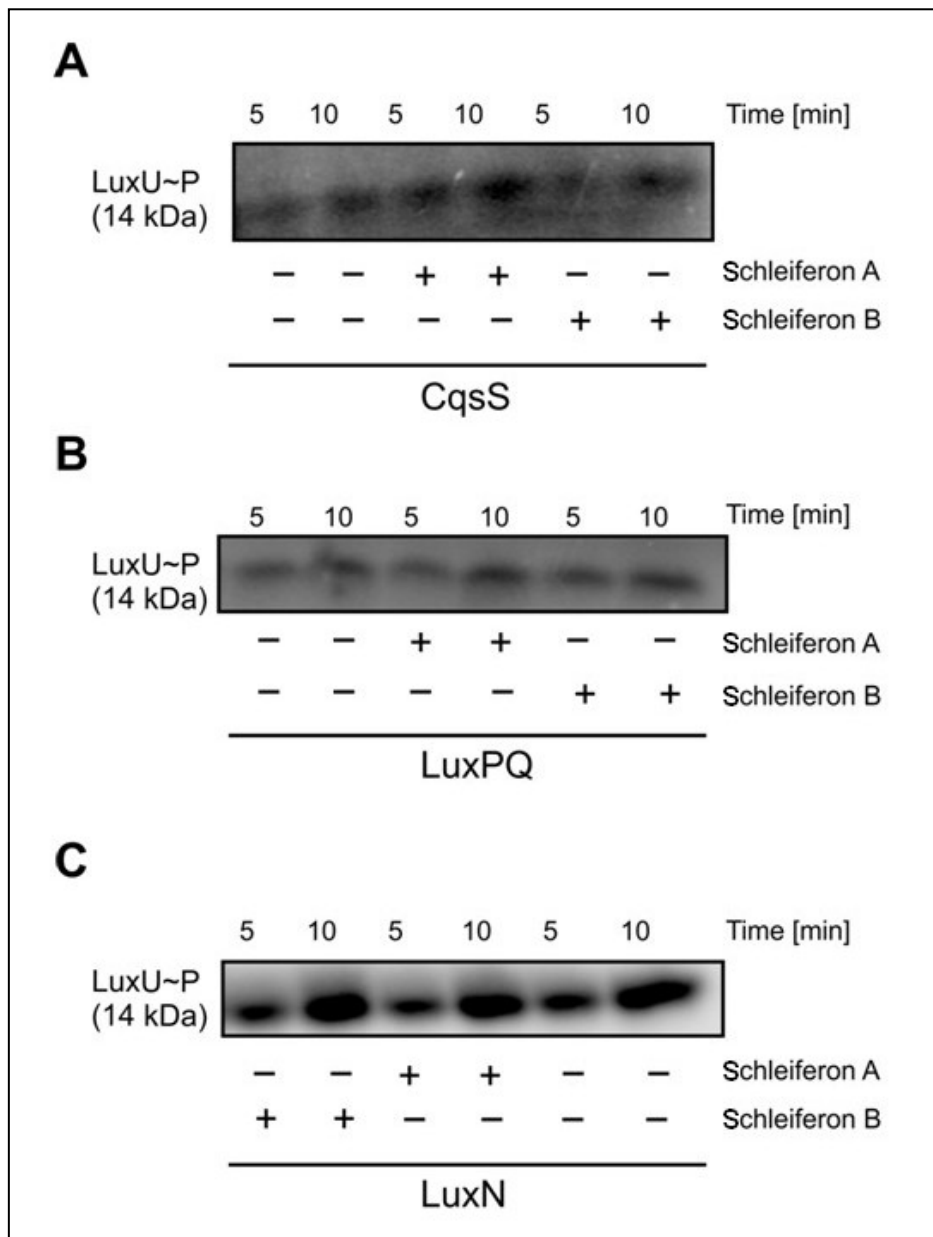 A
5 10 5 10 5 10 Time [min]
LuxU~P
(14 kDa)
− − + + − − Schleiferon A
− − − − + + Schleiferon B
CqsS
B
5 10 5 10 5 10 Time [min]
LuxU~P
(14 kDa)
− − + + − − Schleiferon A
− − − − + + Schleiferon B
LuxPQ
C
5 10 5 10 5 10 Time [min]
LuxU~P
(14 kDa)
− − + + − − Schleiferon A
+ + − − − − Schleiferon B
LuxN